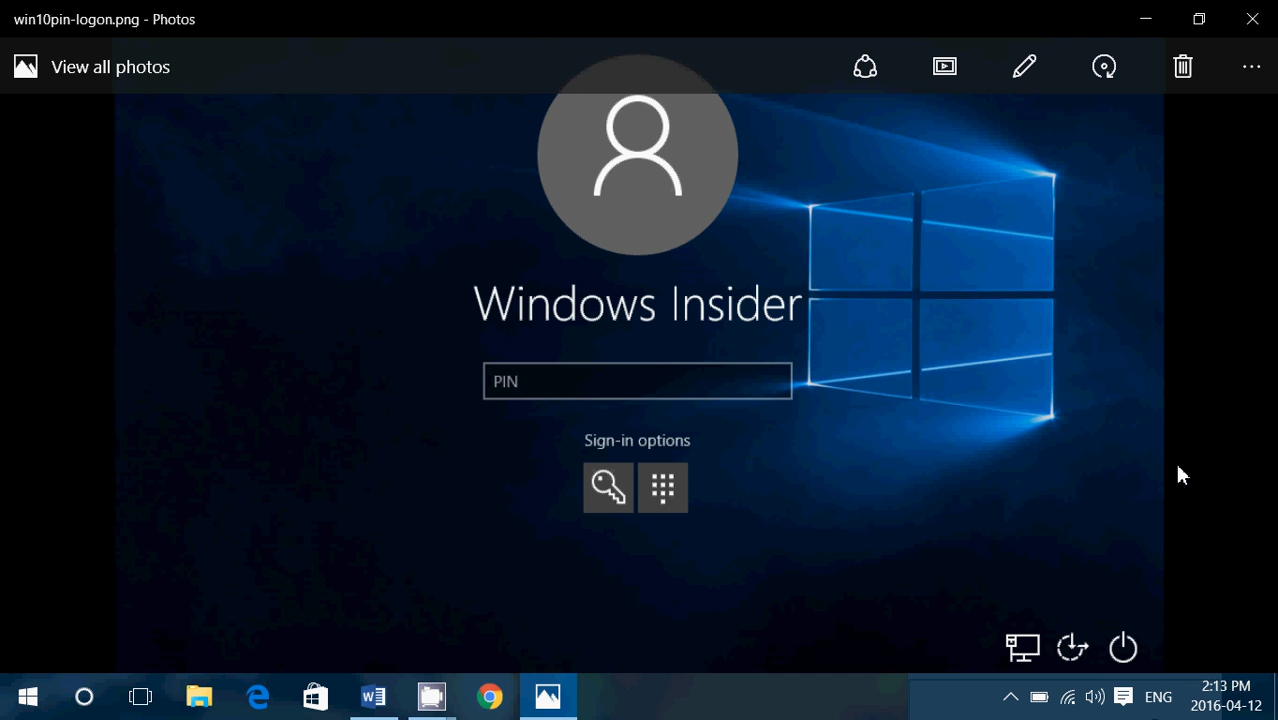 win10pin-logon.png - Photos
View all photos
Windows Insider
PIN
Sign-in options
ENG
2:13 PM
2016-04-12